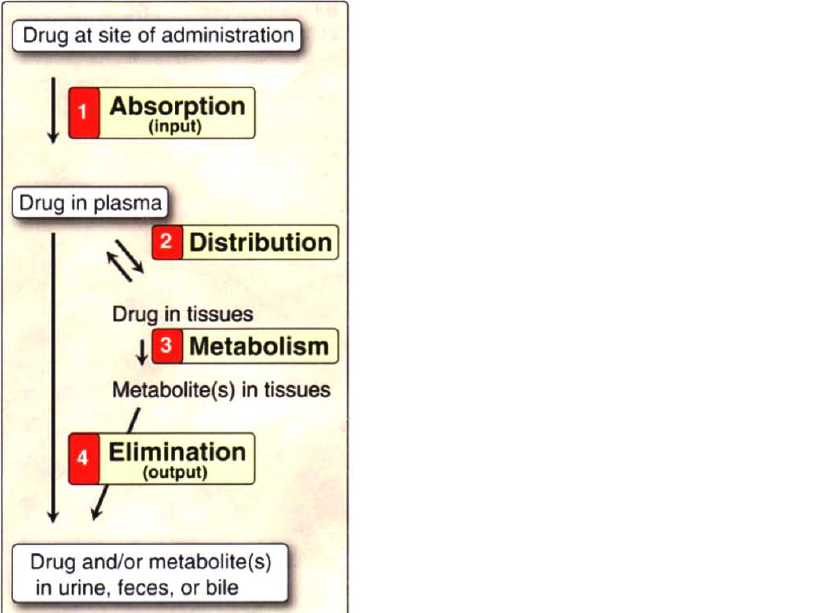 Drug at site of administration
1 Absorption
(input)
Drug in plasma
2 Distribution
Drug in tissues
3 Metabolism
Metabolite(s) in tissues
4 Elimination
(output)
Drug and/or metabolite(s)
in urine, feces, or bile